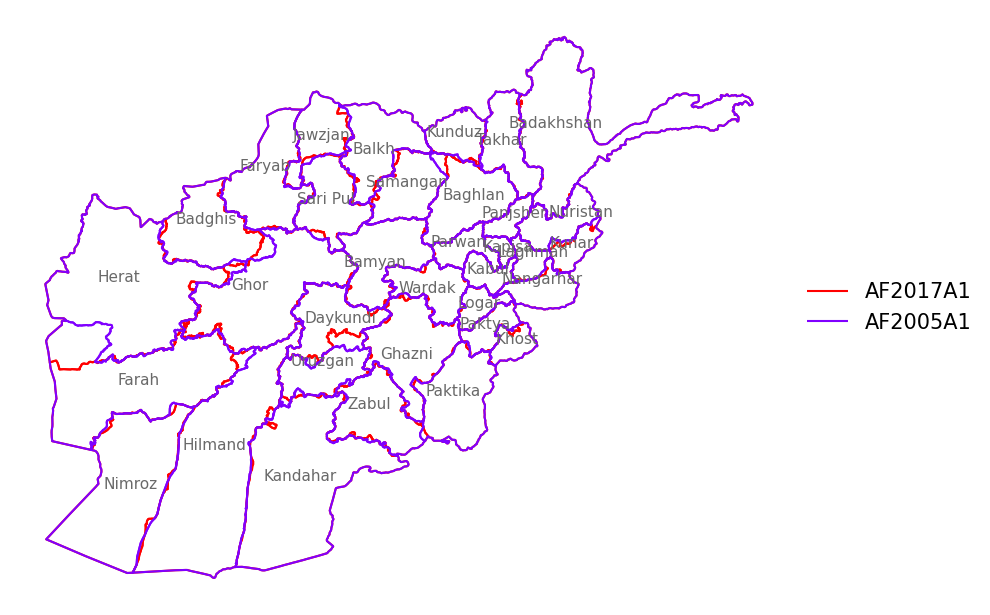 Badakhshan
Kunduz
Jawzjan
Takhar
Balkh
Faryab
Samangan
Baghlan
Sari Pul
Panjsher
Nuristan
Badghis
Parwan
Kunar
Kapisa
Laghman
Bamyan
Kabul
Herat
Nangarhar
Ghor
Wardak
AF2017A1
Logar
Daykundi
Paktya
AF2005A1
Khost
Ghazni
Uruzgan
Farah
Paktika
Zabul
Hilmand
Kandahar
Nimroz